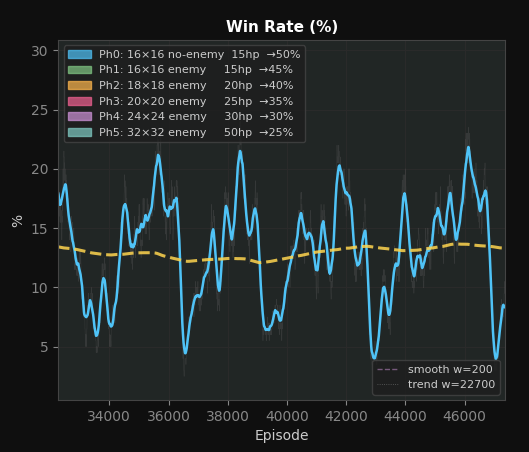 Win Rate (%)
30
25
20
15
10
5
%
Ph0: 16×16 no-enemy 15hp →50%
Ph1: 16×16 enemy 15hp →45%
Ph2: 18×18 enemy 20hp →40%
Ph3: 20×20 enemy 25hp →35%
Ph4: 24×24 enemy 30hp →30%
Ph5: 32×32 enemy 50hp →25%
smooth w=200
trend w=22700
34000 36000 38000 40000 42000 44000 46000
Episode